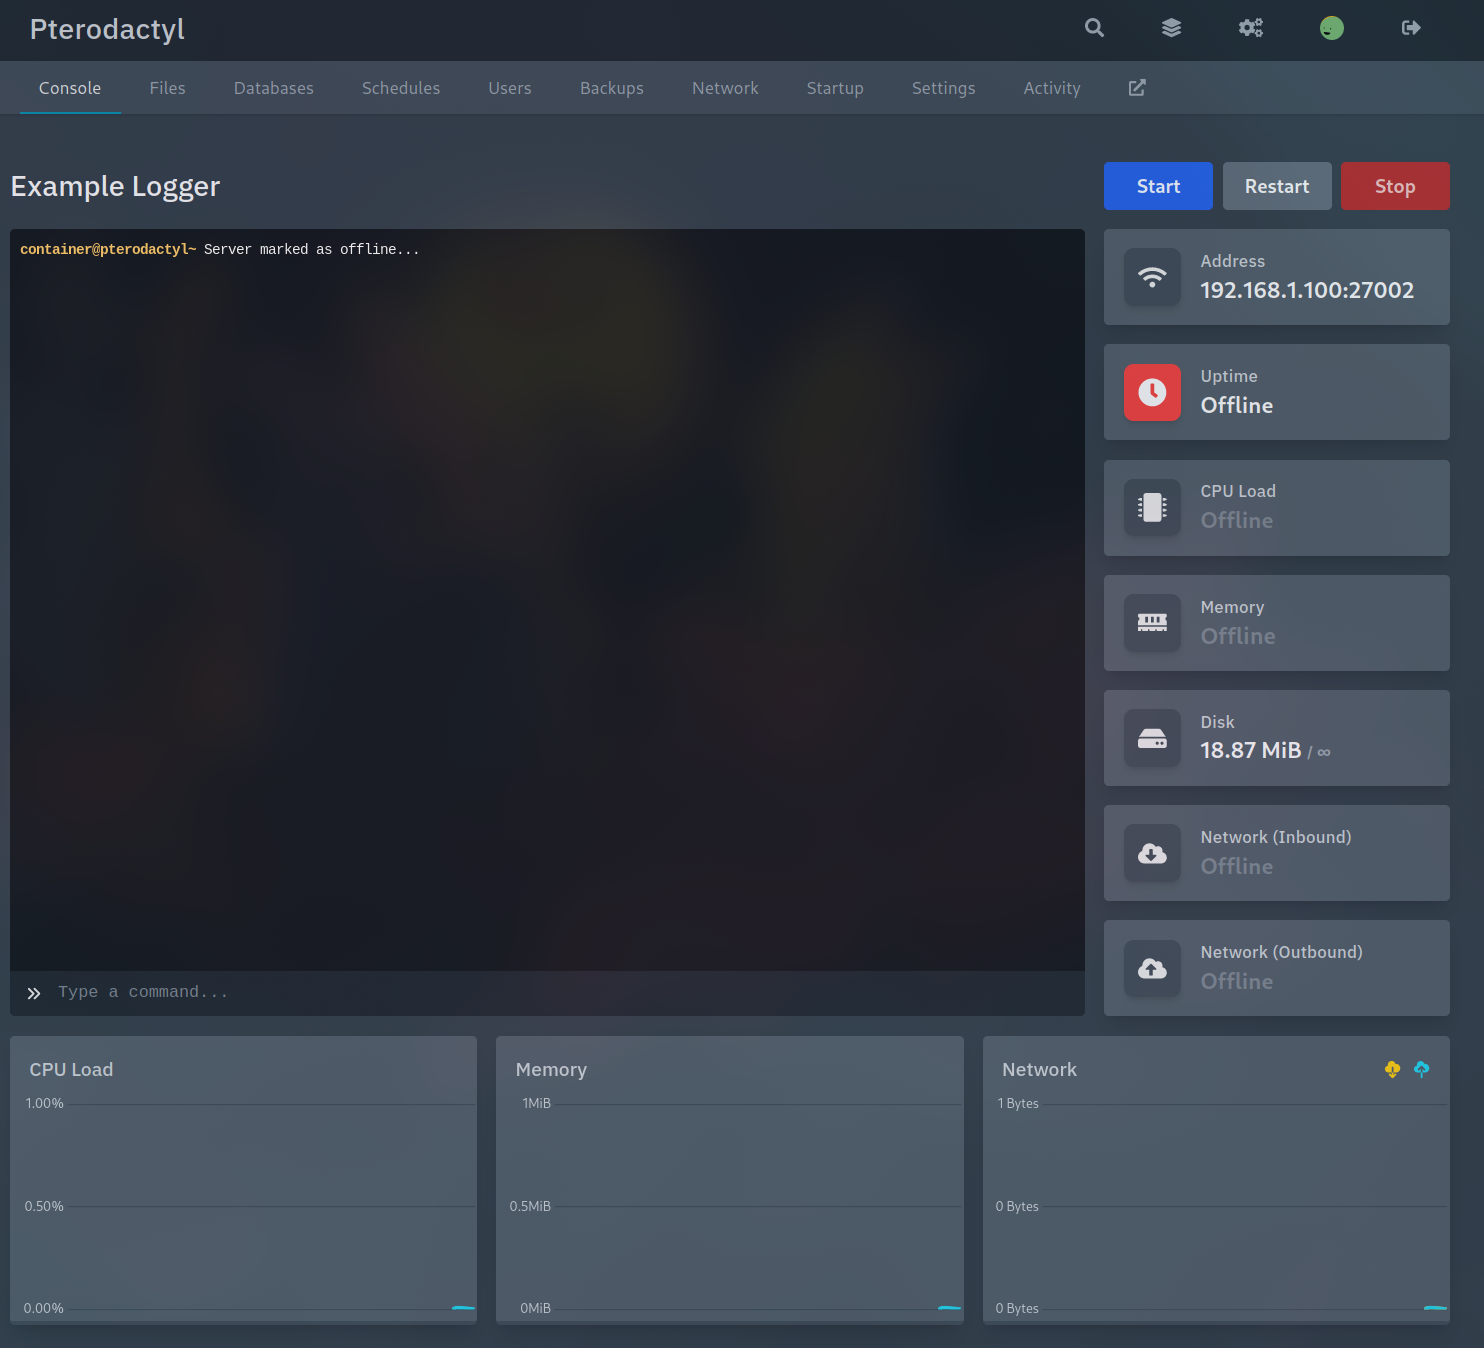 Pterodactyl
Console Files Databases Schedules Users Backups Network Startup Settings Activity
Example Logger
Start Restart Stop
container@pterodactyl~ Server marked as offline...
Type a command...
Address
192.168.1.100:27002
Uptime
Offline
CPU Load
Offline
Memory
Offline
Disk
18.87 MiB / ∞
Network (Inbound)
Offline
Network (Outbound)
Offline
CPU Load
1.00%
0.50%
0.00%
Memory
1MiB
0.5MiB
0MiB
Network
1 Bytes
0 Bytes
0 Bytes